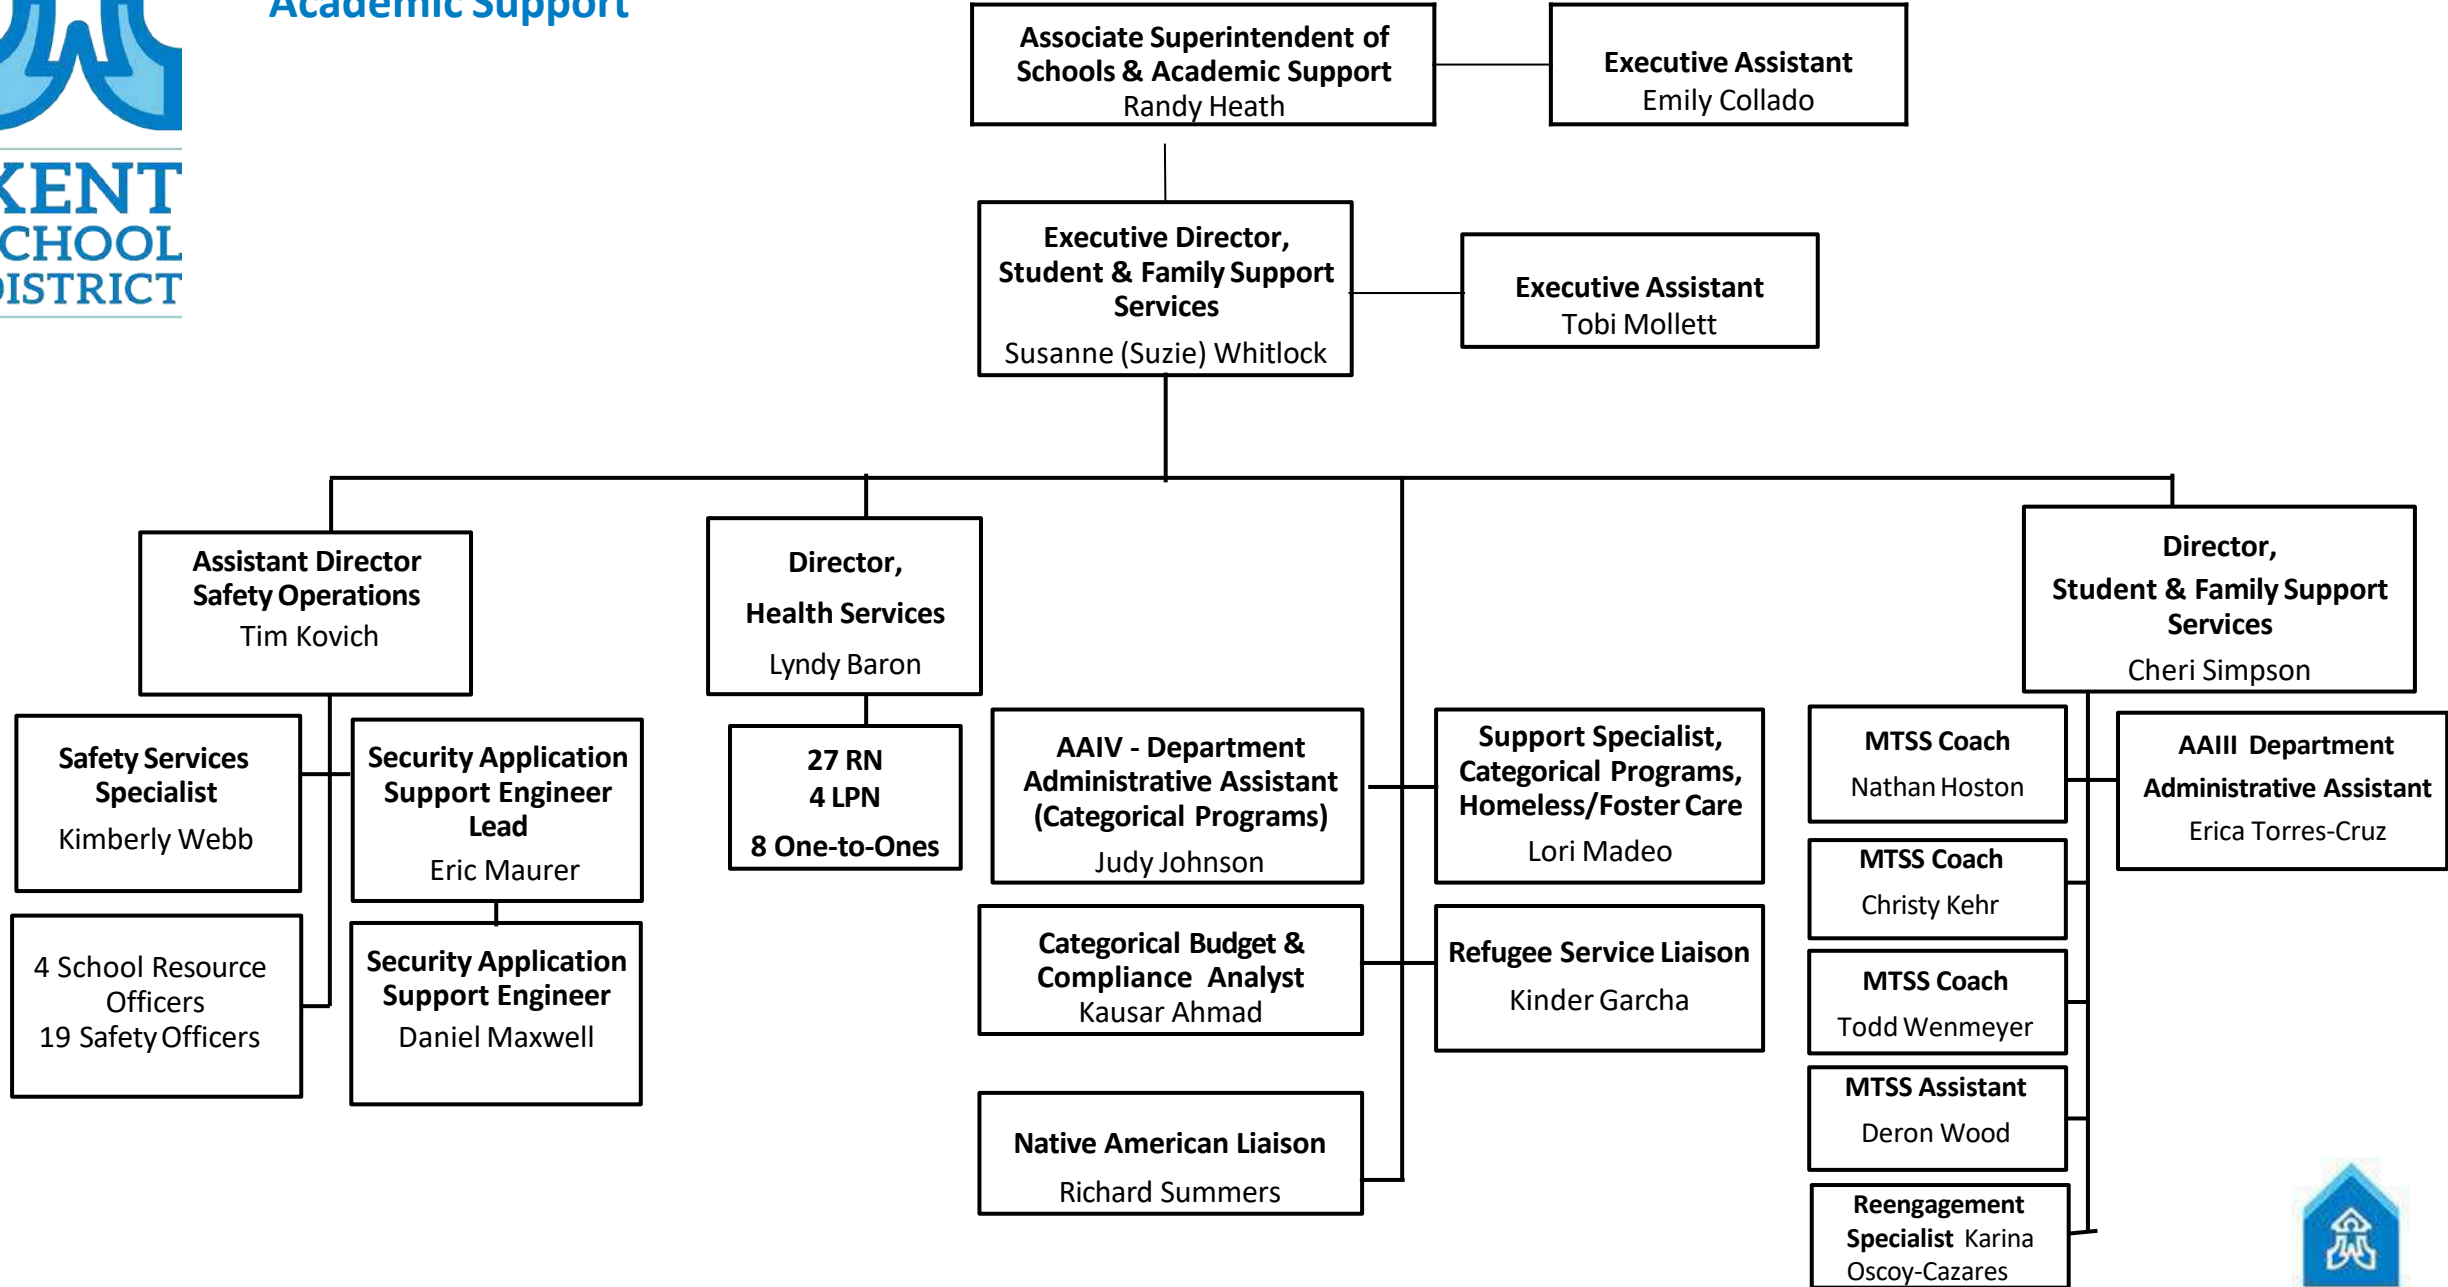 Academic Support
KENT
SCHOOL
DISTRICT
Associate Superintendent of
Schools & Academic Support
Randy Heath
Executive Assistant
Emily Collado
Executive Director,
Student & Family Support
Services
Susanne (Suzie) Whitlock
Executive Assistant
Tobi Mollett
Assistant Director
Safety Operations
Tim Kovich
Safety Services
Specialist
Kimberly Webb
Security Application
Support Engineer
Lead
Eric Maurer
4 School Resource
Officers
19 Safety Officers
Security Application
Support Engineer
Daniel Maxwell
Director,
Health Services
Lyndy Baron
27 RN
4 LPN
8 One-to-Ones
AAIV - Department
Administrative Assistant
(Categorical Programs)
Judy Johnson
Support Specialist,
Categorical Programs,
Homeless/Foster Care
Lori Madeo
Categorical Budget &
Compliance Analyst
Kausar Ahmad
Refugee Service Liaison
Kinder Garcha
Native American Liaison
Richard Summers
Director,
Student & Family Support
Services
Cheri Simpson
MTSS Coach
Nathan Hoston
AAIII Department
Administrative Assistant
Erica Torres-Cruz
MTSS Coach
Christy Kehr
MTSS Coach
Todd Wenmeyer
MTSS Assistant
Deron Wood
Reengagement
Specialist Karina
Oscoy-Cazares